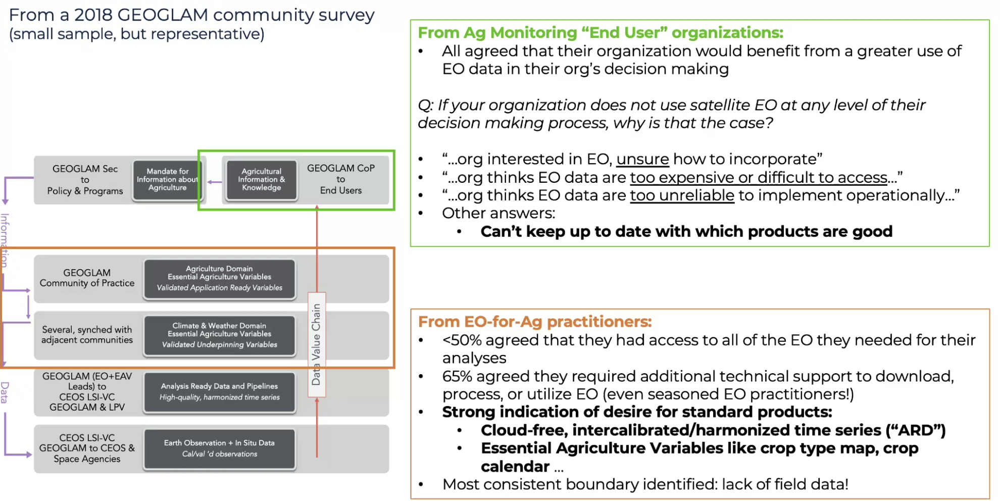 From a 2018 GEOGLAM community survey
(small sample, but representative)
GEOGLAM Sec
to
Policy & Programs
Mandate for
Information about
Agriculture
Agricultural
Information &
Knowledge
GEOGLAM CoP
to
End Users
Information
GEOGLAM
Community of Practice
Agriculture Domain
Essential Agriculture Variables
Validated Application Ready Variables
Several, synched with
adjacent communities
Climate & Weather Domain
Essential Agriculture Variables
Validated Underpinning Variables
Data Value Chain
Data
GEOGLAM (EO+EAV
Leads) to
CEOS LSI-VC
GEOGLAM & LPV
Analysis Ready Data and Pipelines
High-quality, harmonized time series
CEOS LSI-VC
GEOGLAM to CEOS &
Space Agencies
Earth Observation + In Situ Data
Cal/val 'd observations
From Ag Monitoring “End User” organizations:
• All agreed that their organization would benefit from a greater use of
EO data in their org’s decision making
Q: If your organization does not use satellite EO at any level of their
decision making process, why is that the case?
• “...org interested in EO, unsure how to incorporate”
• “...org thinks EO data are too expensive or difficult to access...”
• “...org thinks EO data are too unreliable to implement operationally...”
• Other answers:
• Can’t keep up to date with which products are good
From EO-for-Ag practitioners:
• <50% agreed that they had access to all of the EO they needed for their
analyses
• 65% agreed they required additional technical support to download,
process, or utilize EO (even seasoned EO practitioners!)
• Strong indication of desire for standard products:
• Cloud-free, intercalibrated/harmonized time series (“ARD”)
• Essential Agriculture Variables like crop type map, crop
calendar ...
• Most consistent boundary identified: lack of field data!